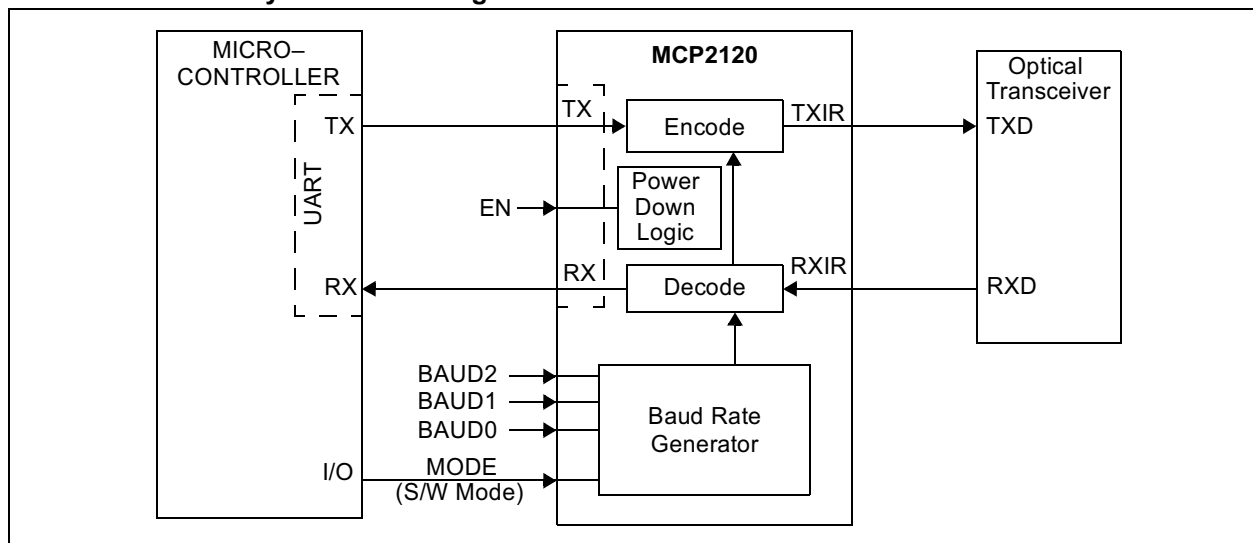 MICRO–
CONTROLLER
UART
TX
RX
I/O
MCP2120
TX
Encode
TXIR
EN
Power
Down
Logic
RX
Decode
RXIR
BAUD2
BAUD1
BAUD0
MODE
(S/W Mode)
Baud Rate
Generator
Optical
Transceiver
TXD
RXD